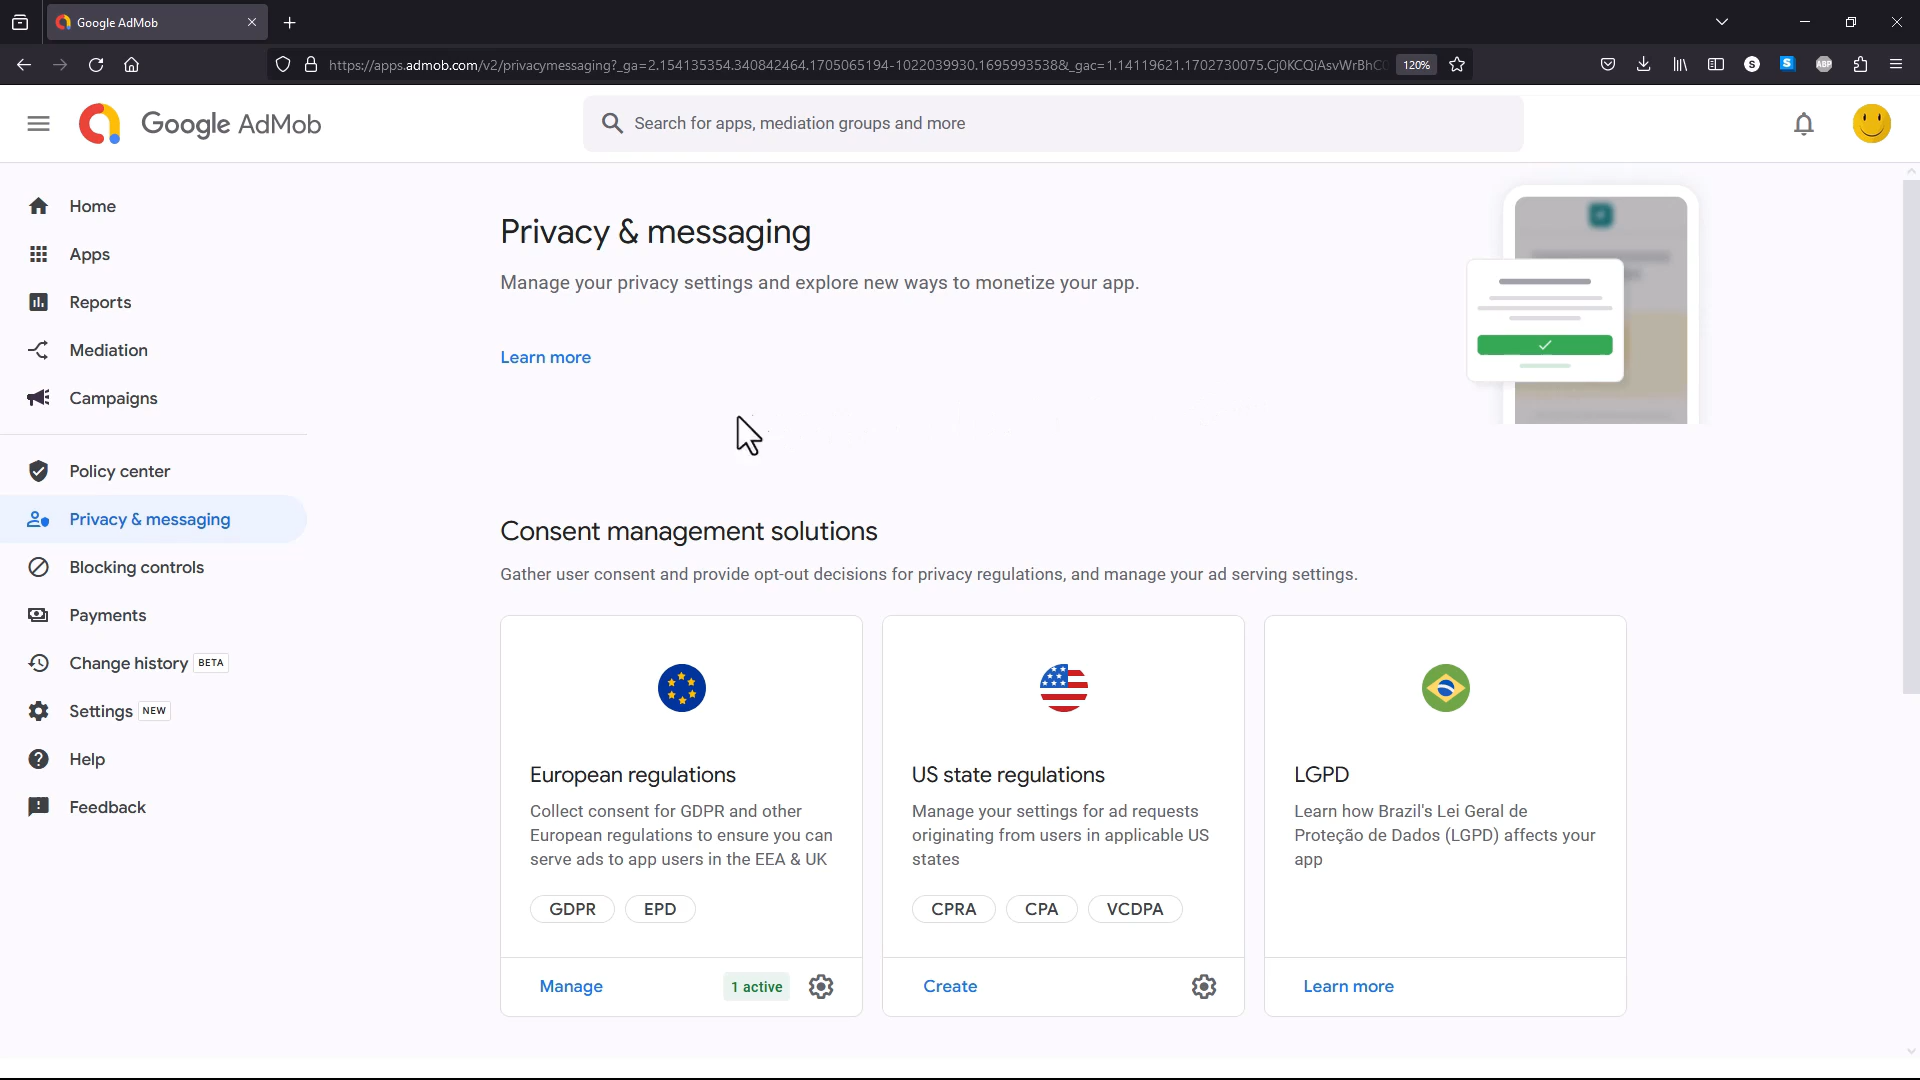 Google AdMob
https://apps.admob.com/v2/privacymessaging?_ga=2.154135354.340842464.1705065194-1022039930.1695993538&_gac=1.14119621.1702730075.Cj0KCQiAsvWrBhC
120%
S
S
ABP
Google AdMob
Search for apps, mediation groups and more
Home
Apps
Reports
Mediation
Campaigns
Policy center
Privacy & messaging
Blocking controls
Payments
Change history BETA
Settings NEW
Help
Feedback
Privacy & messaging
Manage your privacy settings and explore new ways to monetize your app.
Learn more
Consent management solutions
Gather user consent and provide opt-out decisions for privacy regulations, and manage your ad serving settings.
European regulations
Collect consent for GDPR and other
European regulations to ensure you can
serve ads to app users in the EEA & UK
GDPR EPD
Manage 1 active
US state regulations
Manage your settings for ad requests
originating from users in applicable US
states
CPRA CPA VCDPA
Create
LGPD
Learn how Brazil's Lei Geral de
Proteção de Dados (LGPD) affects your
app
Learn more